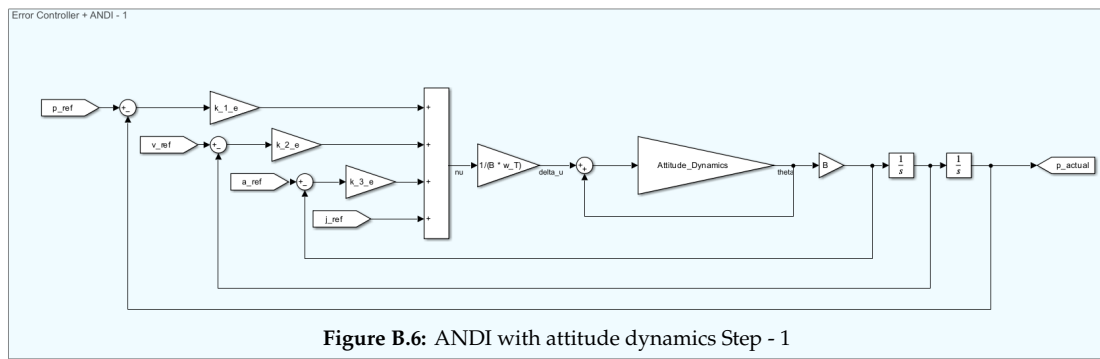 Error Controller + ANDI - 1
p_ref
k_1_e
v_ref
k_2_e
a_ref
k_3_e
j_ref
nu
1/(B * w_T)
delta_u
Attitude_Dynamics
theta
B
1/s
1/s
p_actual
Figure B.6: ANDI with attitude dynamics Step - 1